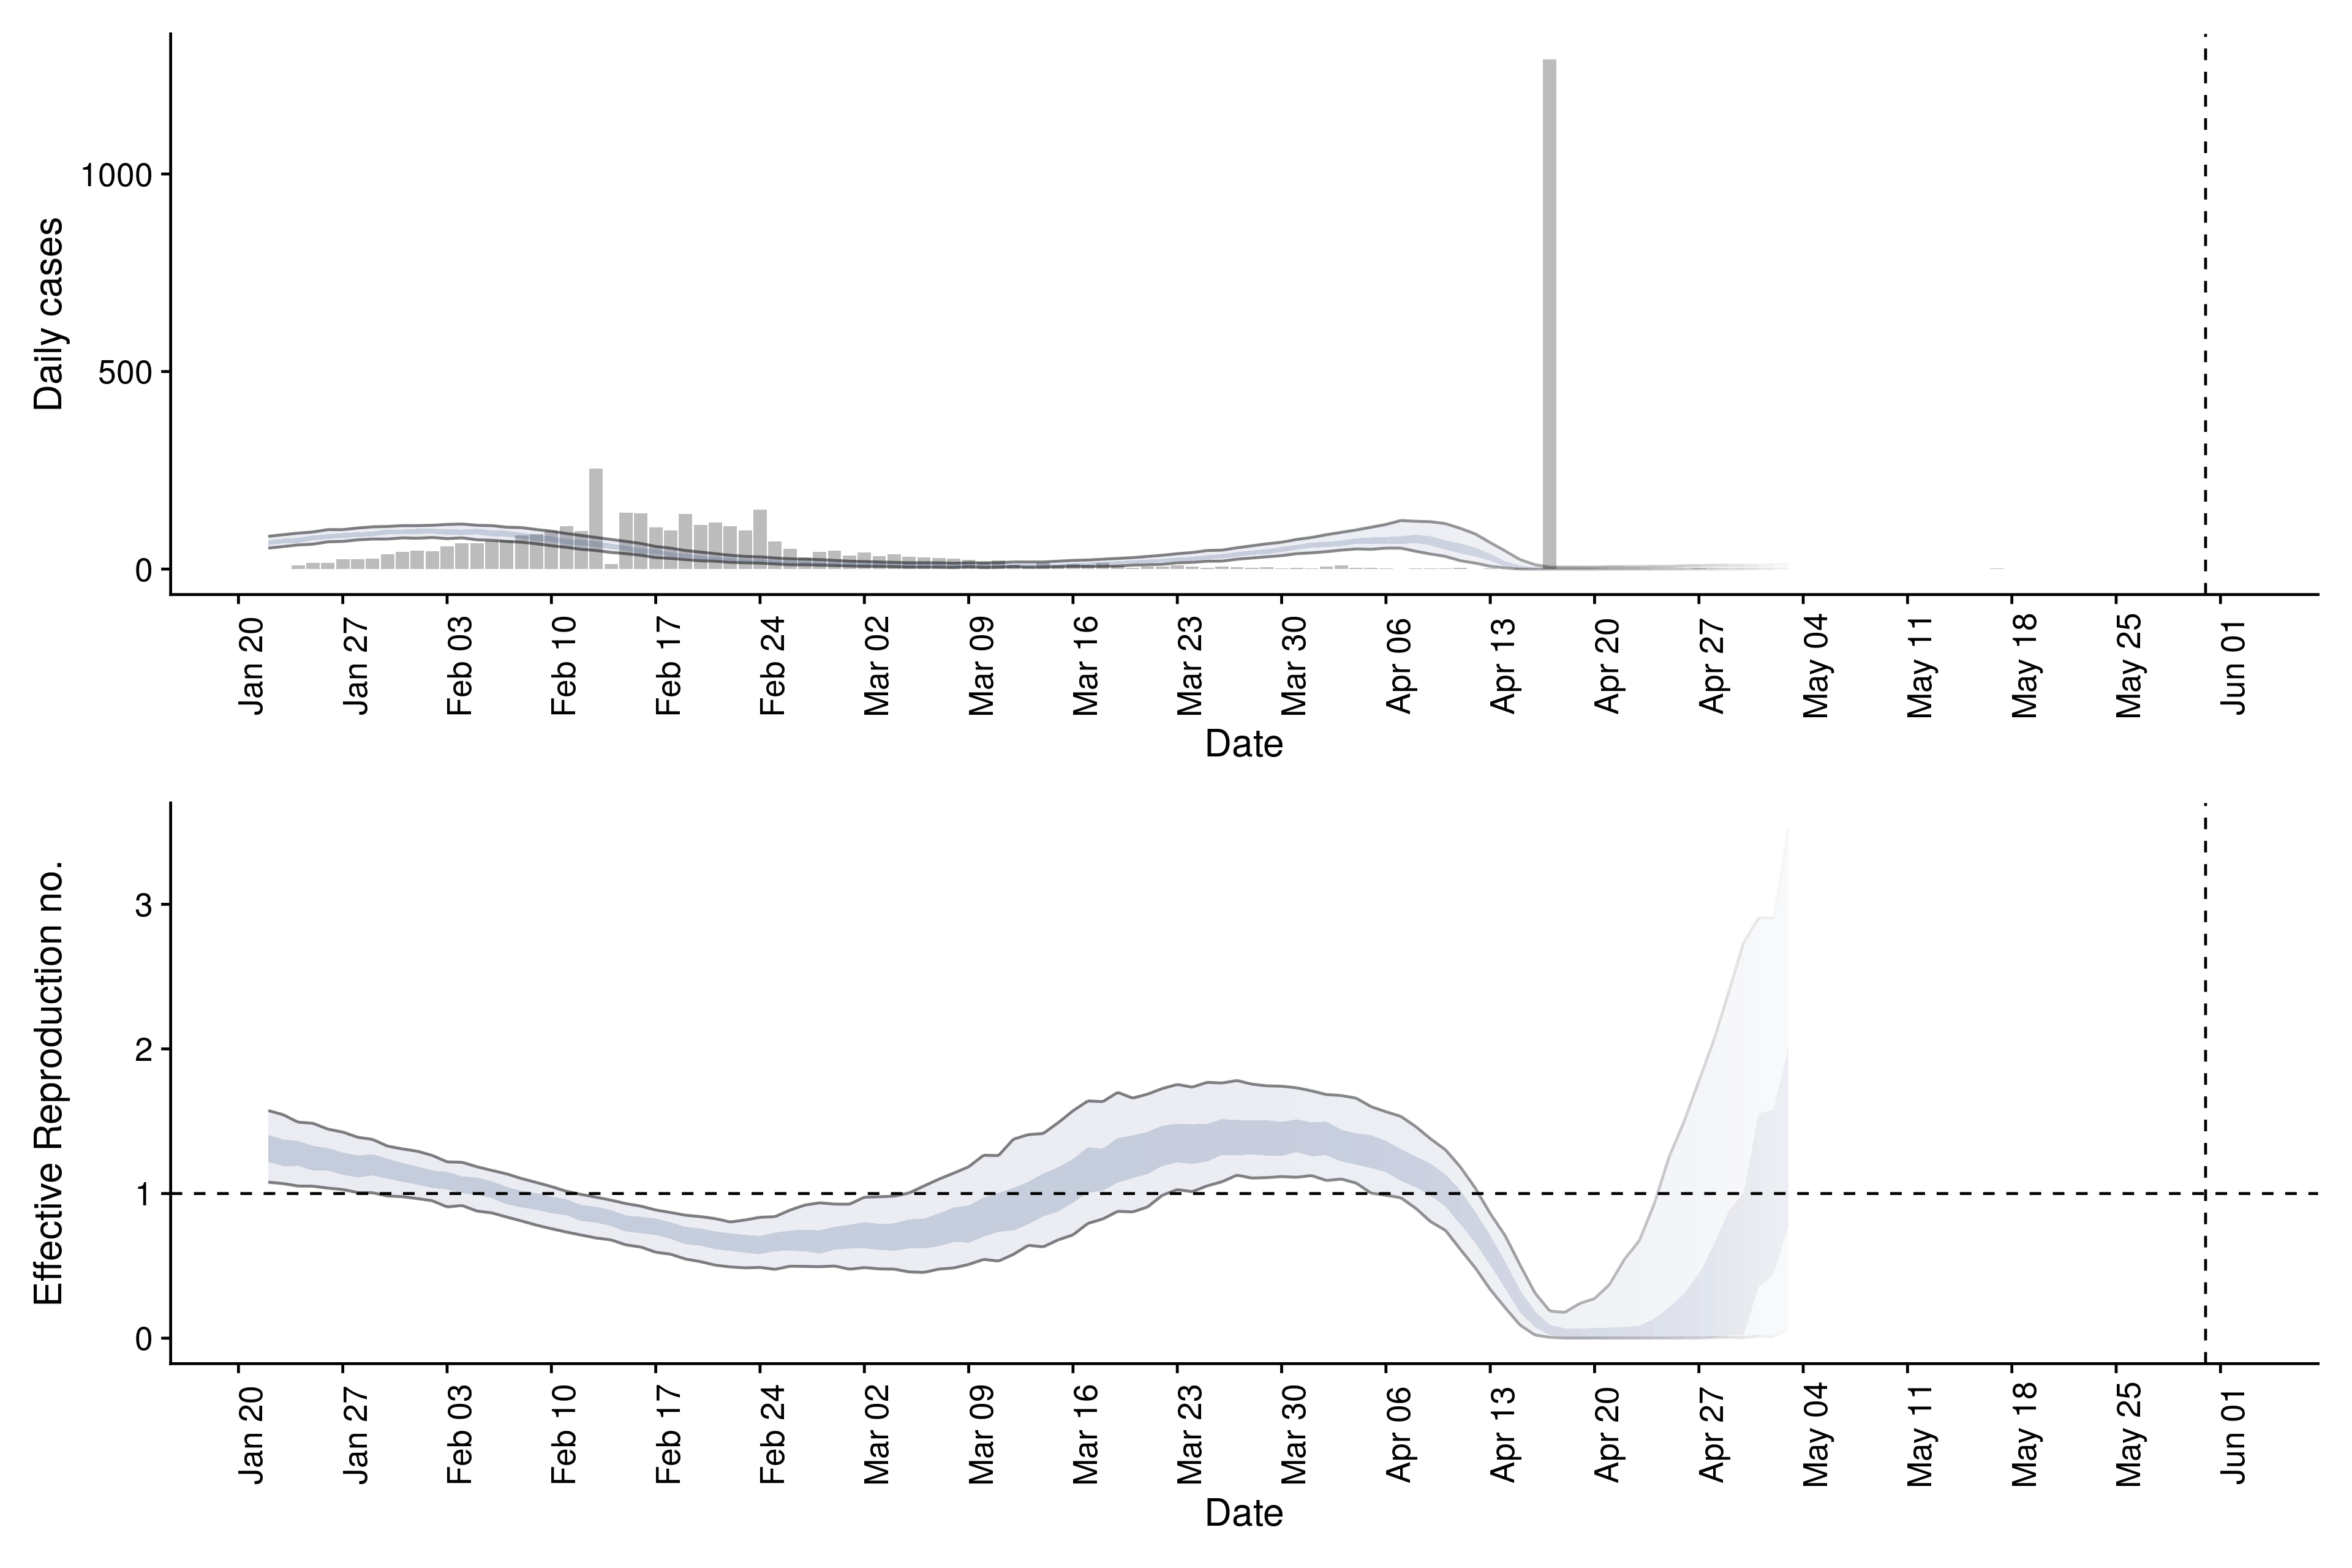 Daily cases
1000
500
0
Jan 20 Jan 27 Feb 03 Feb 10 Feb 17 Feb 24 Mar 02 Mar 09 Mar 16 Mar 23 Mar 30 Apr 06 Apr 13 Apr 20 Apr 27 May 04 May 11 May 18 May 25 Jun 01
Date
Effective Reproduction no.
3
2
1
0
Jan 20 Jan 27 Feb 03 Feb 10 Feb 17 Feb 24 Mar 02 Mar 09 Mar 16 Mar 23 Mar 30 Apr 06 Apr 13 Apr 20 Apr 27 May 04 May 11 May 18 May 25 Jun 01
Date